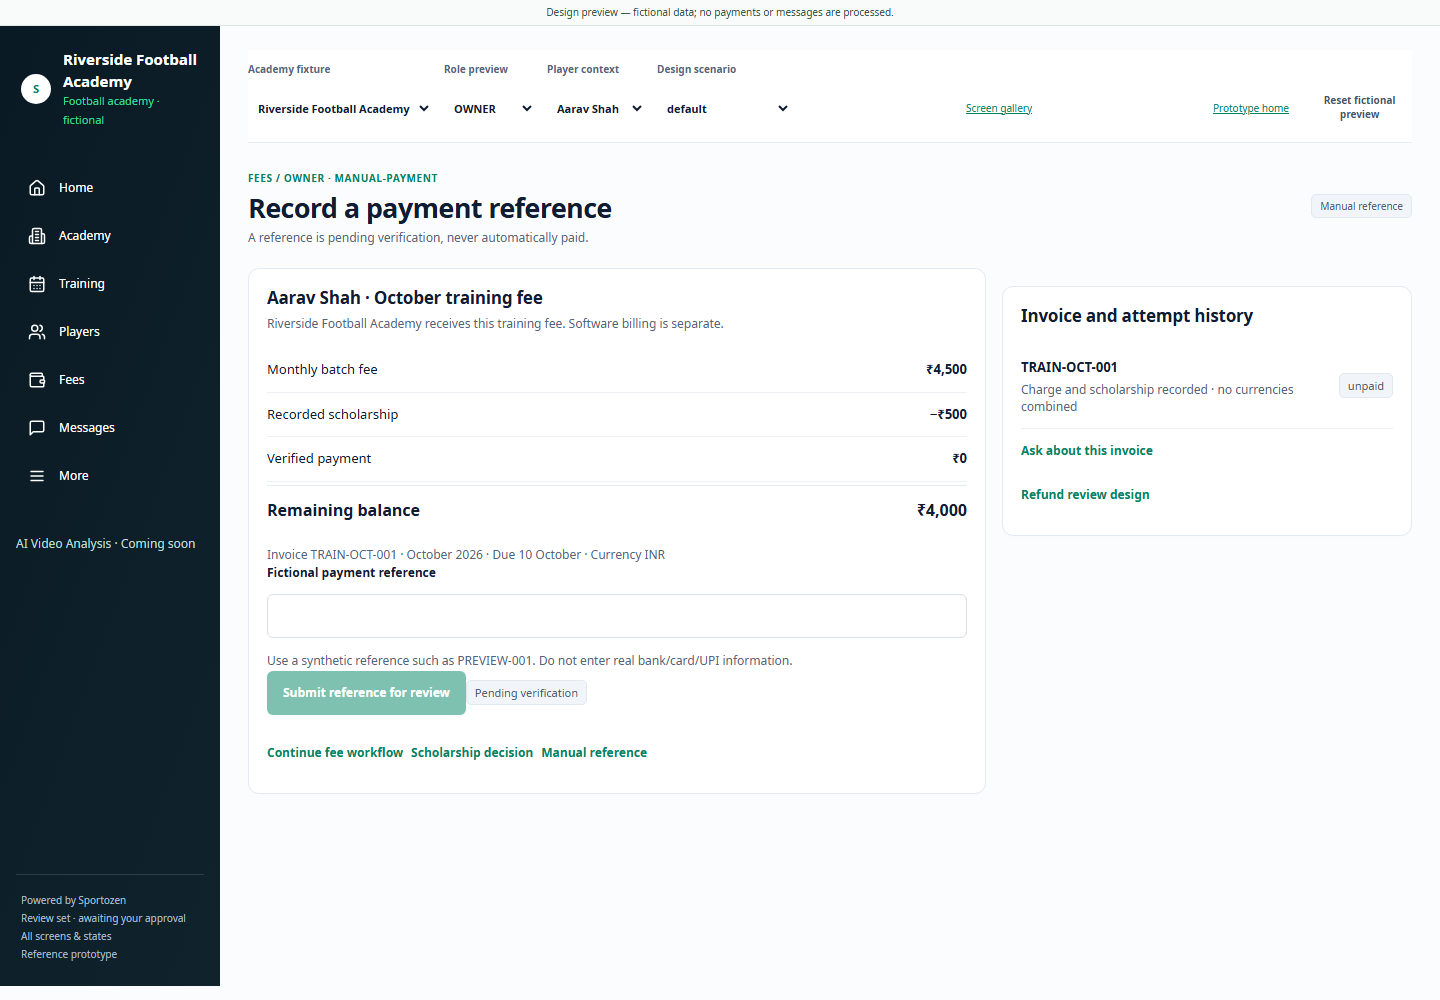 Design preview — fictional data; no payments or messages are processed.
S
Riverside Football
Academy
Football academy ·
fictional
Home
Academy
Training
Players
Fees
Messages
More
AI Video Analysis · Coming soon
Powered by Sportozen
Review set · awaiting your approval
All screens & states
Reference prototype
Academy fixture
Role preview
Player context
Design scenario
Riverside Football Academy
OWNER
Aarav Shah
default
Screen gallery
Prototype home
Reset fictional
preview
FEES / OWNER · MANUAL-PAYMENT
Record a payment reference
A reference is pending verification, never automatically paid.
Manual reference
Aarav Shah · October training fee
Riverside Football Academy receives this training fee. Software billing is separate.
Monthly batch fee ₹4,500
Recorded scholarship −₹500
Verified payment ₹0
Remaining balance ₹4,000
Invoice TRAIN-OCT-001 · October 2026 · Due 10 October · Currency INR
Fictional payment reference
Use a synthetic reference such as PREVIEW-001. Do not enter real bank/card/UPI information.
Submit reference for review
Pending verification
Continue fee workflow Scholarship decision Manual reference
Invoice and attempt history
TRAIN-OCT-001
Charge and scholarship recorded · no currencies
combined
unpaid
Ask about this invoice
Refund review design